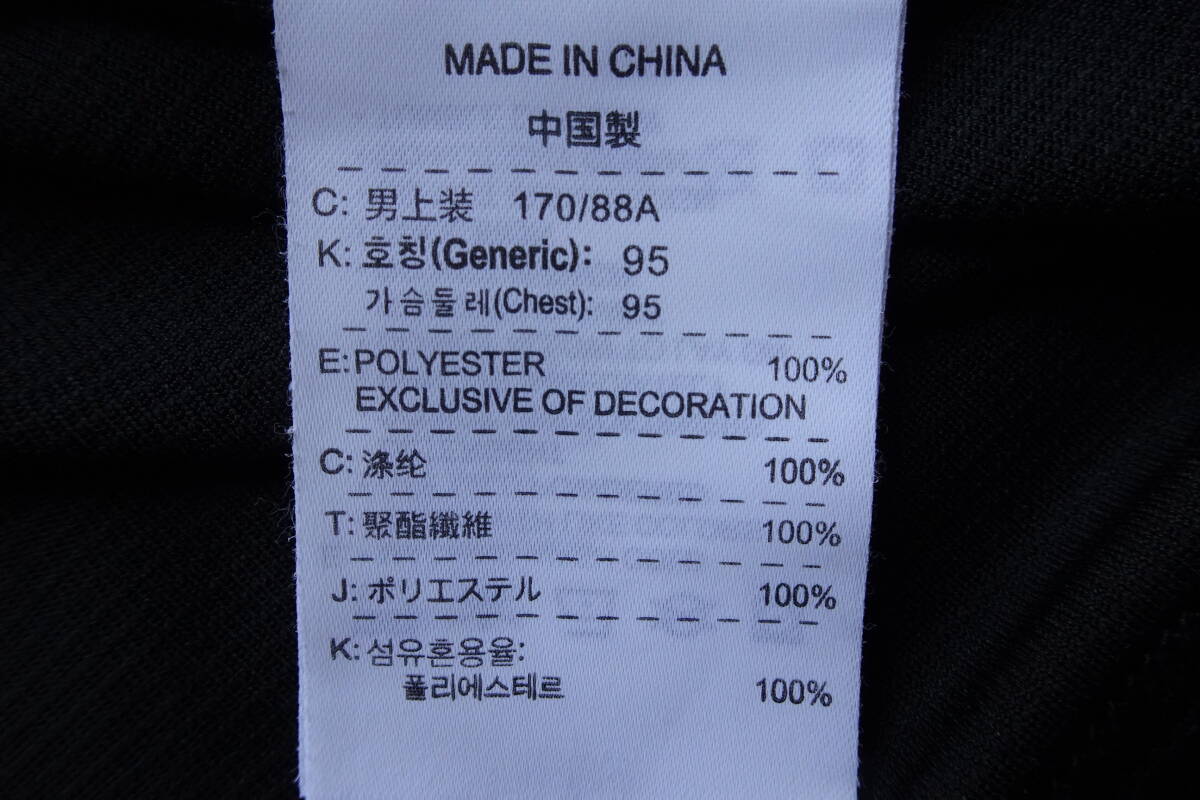 MADE IN CHINA
中国製
C: 男上装 170/88A
K: 호칭(Generic): 95
가슴둘레(Chest): 95
E: POLYESTER 100%
EXCLUSIVE OF DECORATION
C: 涤纶 100%
T: 聚酯纖維 100%
J: ポリエステル 100%
K: 섬유혼용율:
폴리에스테르 100%